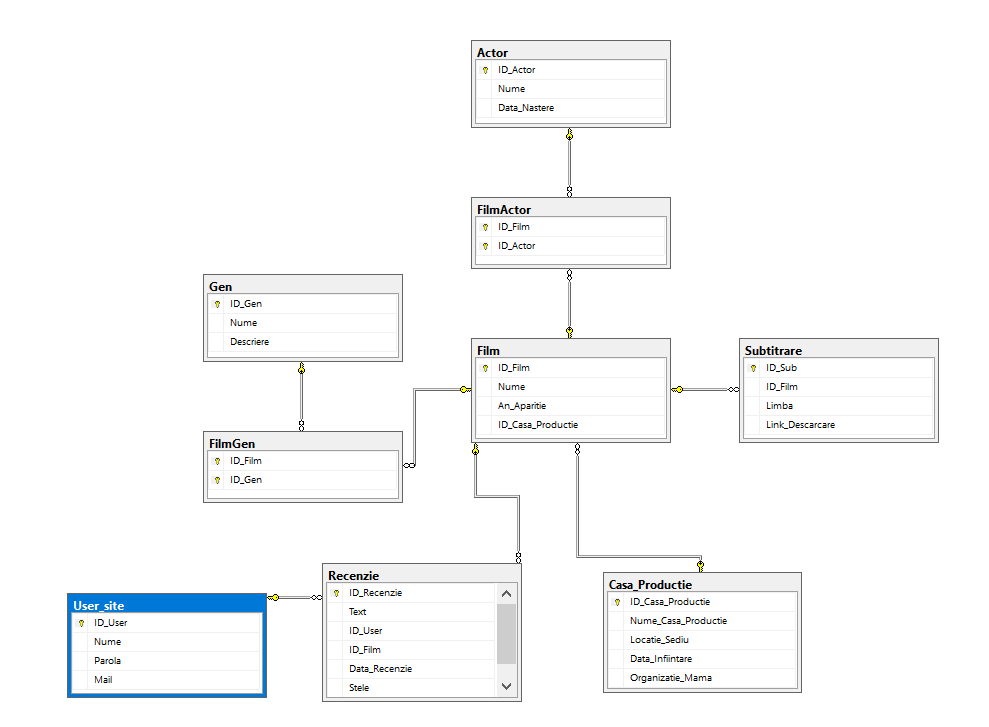 Actor
ID_Actor
Nume
Data_Nastere
FilmActor
ID_Film
ID_Actor
Gen
ID_Gen
Nume
Descriere
Film
ID_Film
Nume
An_Aparitie
ID_Casa_Productie
Subtitrare
ID_Sub
ID_Film
Limba
Link_Descarcare
FilmGen
ID_Film
ID_Gen
Recenzie
ID_Recenzie
Text
ID_User
ID_Film
Data_Recenzie
Stele
Casa_Productie
ID_Casa_Productie
Nume_Casa_Productie
Locatie_Sediu
Data_Infiintare
Organizatie_Mama
User_site
ID_User
Nume
Parola
Mail